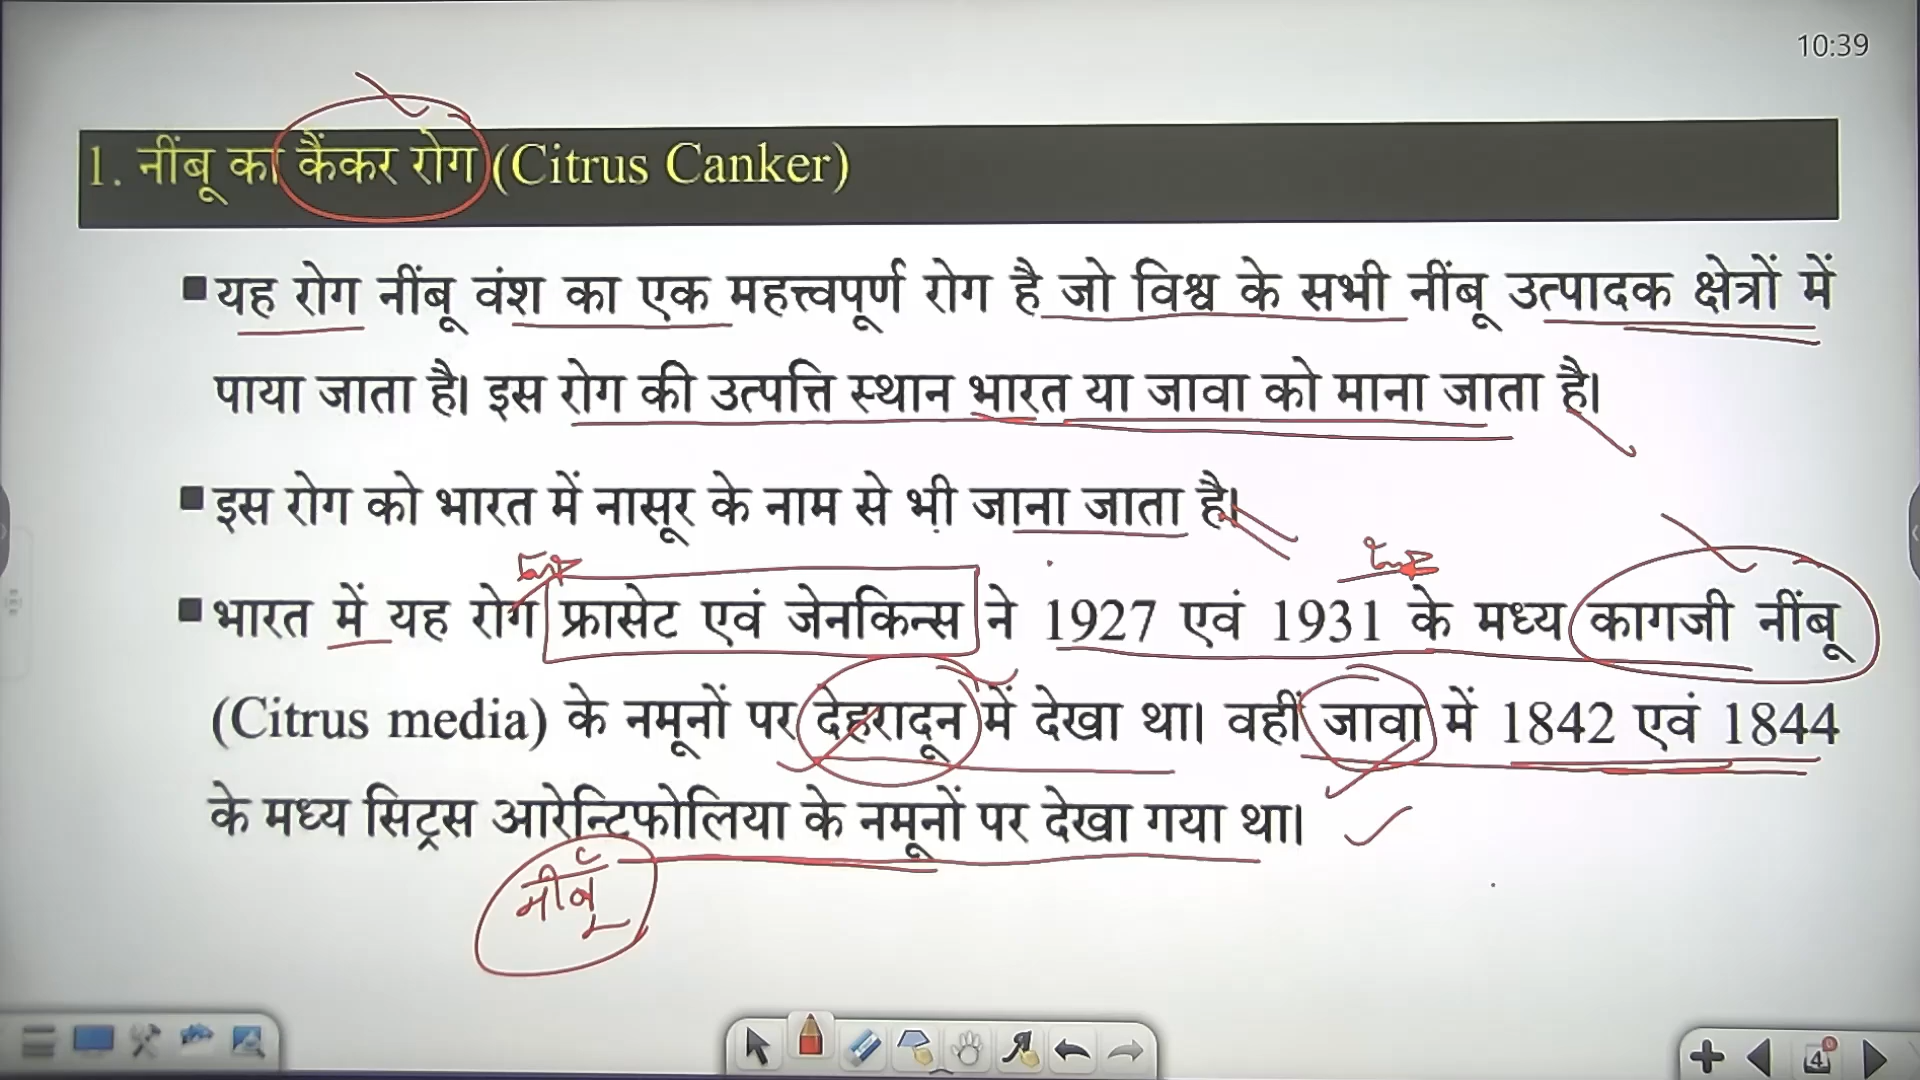 10:39
1. नींबू का कैंकर रोग (Citrus Canker)
▪यह रोग नींबू वंश का एक महत्त्वपूर्ण रोग है जो विश्व के सभी नींबू उत्पादक क्षेत्रों में
पाया जाता है। इस रोग की उत्पत्ति स्थान भारत या जावा को माना जाता है।
▪इस रोग को भारत में नासूर के नाम से भी जाना जाता है।
▪भारत में यह रोग फ्रासेट एवं जेनकिन्स ने 1927 एवं 1931 के मध्य कागजी नींबू
(Citrus media) के नमूनों पर देहरादून में देखा था। वहीं जावा में 1842 एवं 1844
के मध्य सिट्रस आरेन्टिफोलिया के नमूनों पर देखा गया था।
नींबू
4